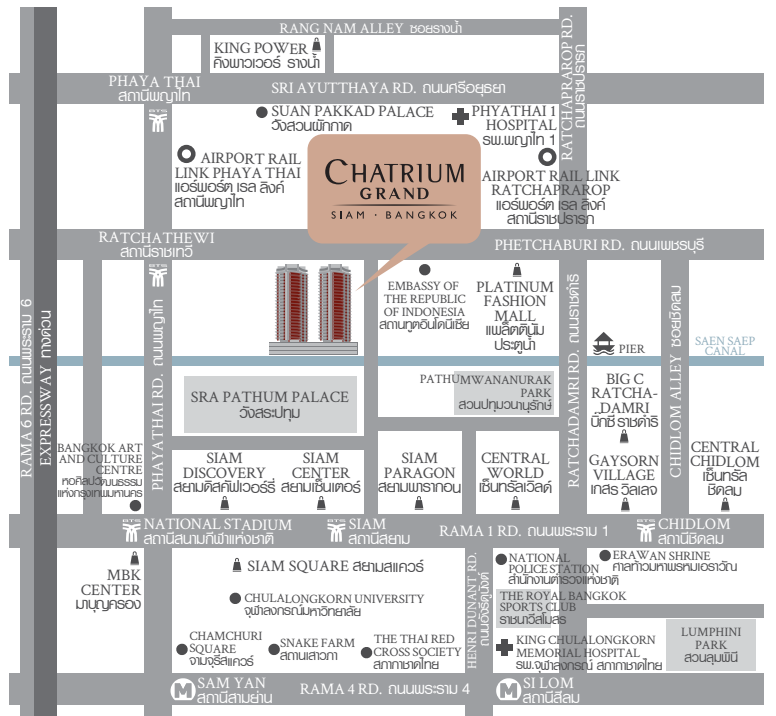 RANG NAM ALLEY ซอยรางน้ำ
KING POWER
คิงพาวเวอร์ รางน้ำ
RATCHAPRAROP RD.
ถนนราชปรารภ
PHAYA THAI
สถานีพญาไท
SRI AYUTTHAYA RD. ถนนศรีอยุธยา
BTS
SUAN PAKKAD PALACE
วังสวนผักกาด
PHYATHAI 1
HOSPITAL
รพ.พญาไท 1
AIRPORT RAIL
LINK PHAYA THAI
แอร์พอร์ต เรล ลิงค์
สถานีพญาไท
CHATRIUM
GRAND
SIAM · BANGKOK
AIRPORT RAIL LINK
RATCHAPRAROP
แอร์พอร์ต เรล ลิงค์
สถานีราชปรารภ
RATCHATHEWI
สถานีราชเทวี
PHETCHABURI RD. ถนนเพชรบุรี
BTS
EMBASSY OF
THE REPUBLIC
OF INDONESIA
สถานทูตอินโดนีเซีย
PLATINUM
FASHION
MALL
แพล็ตตินัม
ประตูน้ำ
RAMA 6 RD. ถนนพระราม 6
EXPRESSWAY ทางด่วน
PHAYATHAI RD. ถนนพญาไท
RATCHADAMRI RD. ถนนราชดำริ
CHIDLOM ALLEY ซอยชิดลม
PIER
SAEN SAEP
CANAL
SRA PATHUM PALACE
วังสระปทุม
PATHUMWANANURAK
PARK
สวนปทุมวนานุรักษ์
BIG C
RATCHA-
DAMRI
บิ๊กซี ราชดำริ
BANGKOK ART
AND CULTURE
CENTRE
หอศิลปวัฒนธรรม
แห่งกรุงเทพมหานคร
SIAM
DISCOVERY
สยามดิสคัฟเวอร์รี่
SIAM
CENTER
สยามเซ็นเตอร์
SIAM
PARAGON
สยามพารากอน
CENTRAL
WORLD
เซ็นทรัลเวิลด์
GAYSORN
VILLAGE
เกสร วิลเลจ
CENTRAL
CHIDLOM
เซ็นทรัล
ชิดลม
BTS
NATIONAL STADIUM
สถานีสนามกีฬาแห่งชาติ
BTS
SIAM
สถานีสยาม
RAMA 1 RD. ถนนพระราม 1
BTS
CHIDLOM
สถานีชิดลม
MBK
CENTER
มาบุญครอง
SIAM SQUARE สยามสแควร์
CHULALONGKORN UNIVERSITY
จุฬาลงกรณ์มหาวิทยาลัย
HENRI DUNANT RD.
ถนนอังรีดูนังต์
NATIONAL
POLICE STATION
สำนักงานตำรวจแห่งชาติ
ERAWAN SHRINE
ศาลท้าวมหาพรหมเอราวัณ
THE ROYAL BANGKOK
SPORTS CLUB
ราชนาวีสโมสร
CHAMCHURI
SQUARE
จามจุรีสแควร์
SNAKE FARM
สถานเสาวภา
THE THAI RED
CROSS SOCIETY
สภากาชาดไทย
KING CHULALONGKORN
MEMORIAL HOSPITAL
รพ.จุฬาลงกรณ์ สภากาชาดไทย
LUMPHINI
PARK
สวนลุมพินี
M
SAM YAN
สถานีสามย่าน
RAMA 4 RD. ถนนพระราม 4
M
SI LOM
สถานีสีลม